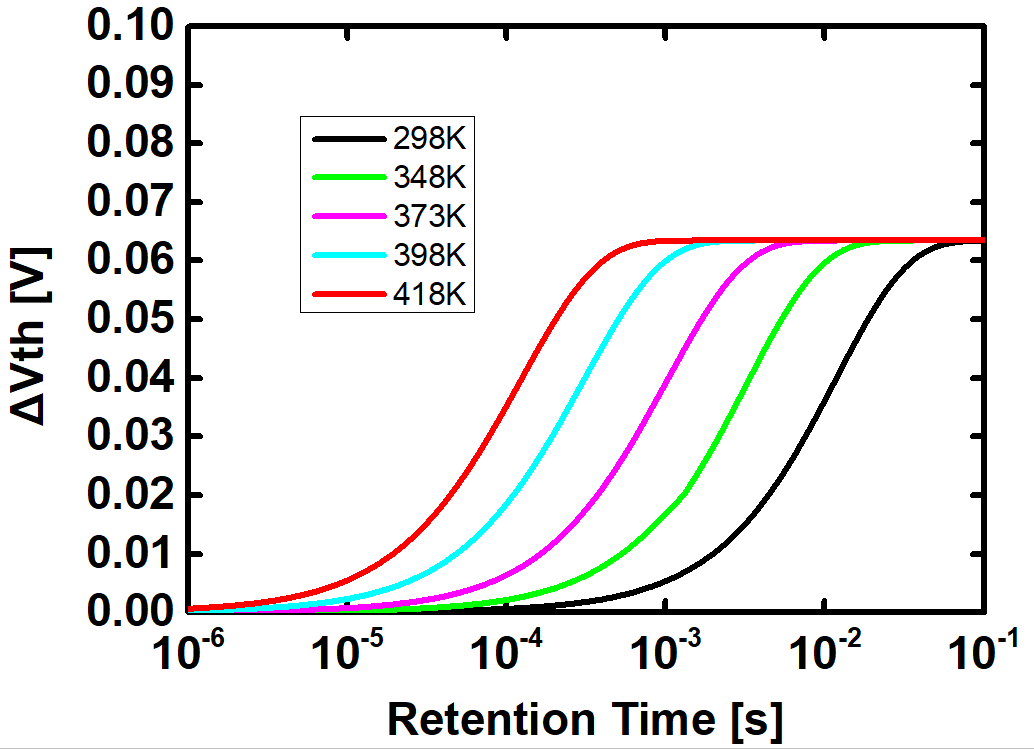 0.10
0.09
0.08
0.07
0.06
0.05
0.04
0.03
0.02
0.01
0.00
ΔVth [V]
298K
348K
373K
398K
418K
10⁻⁶ 10⁻⁵ 10⁻⁴ 10⁻³ 10⁻² 10⁻¹
Retention Time [s]